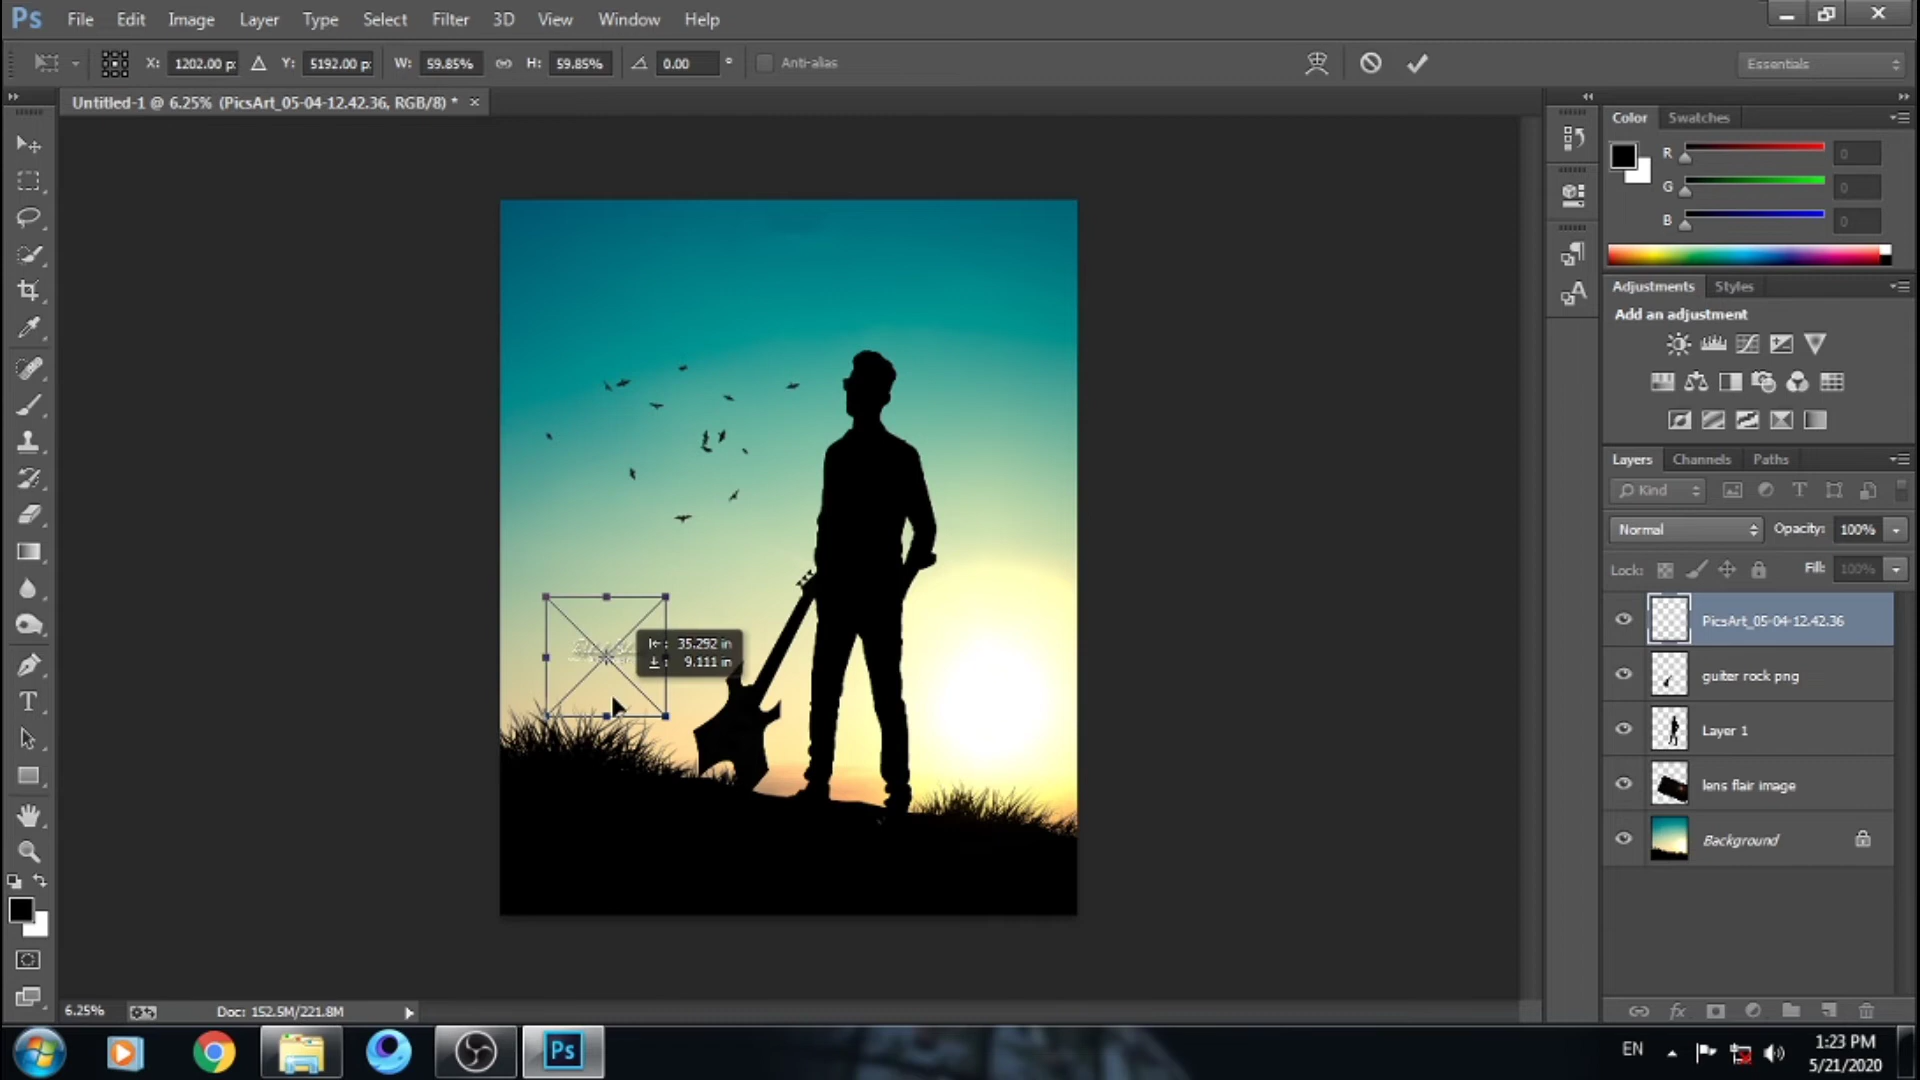 Ps File Edit Image Layer Type Select Filter 3D View Window Help
X: 1202.00 p: Y: 5192.00 p: W: 59.85% H: 59.85% 0.00 ° Anti-alias Essentials
Untitled-1 @ 6.25% (PicsArt_05-04-12.42.36, RGB/8) * ×
Color Swatches
R 0
G 0
B 0
Adjustments Styles
Add an adjustment
Layers Channels Paths
Kind
Normal Opacity: 100%
Lock: Fill: 100%
PicsArt_05-04-12.42.36
guiter rock png
Layer 1
lens flair image
Background
35.292 in
9.111 in
6.25% Doc: 152.5M/221.8M
Ps
EN
1:23 PM
5/21/2020